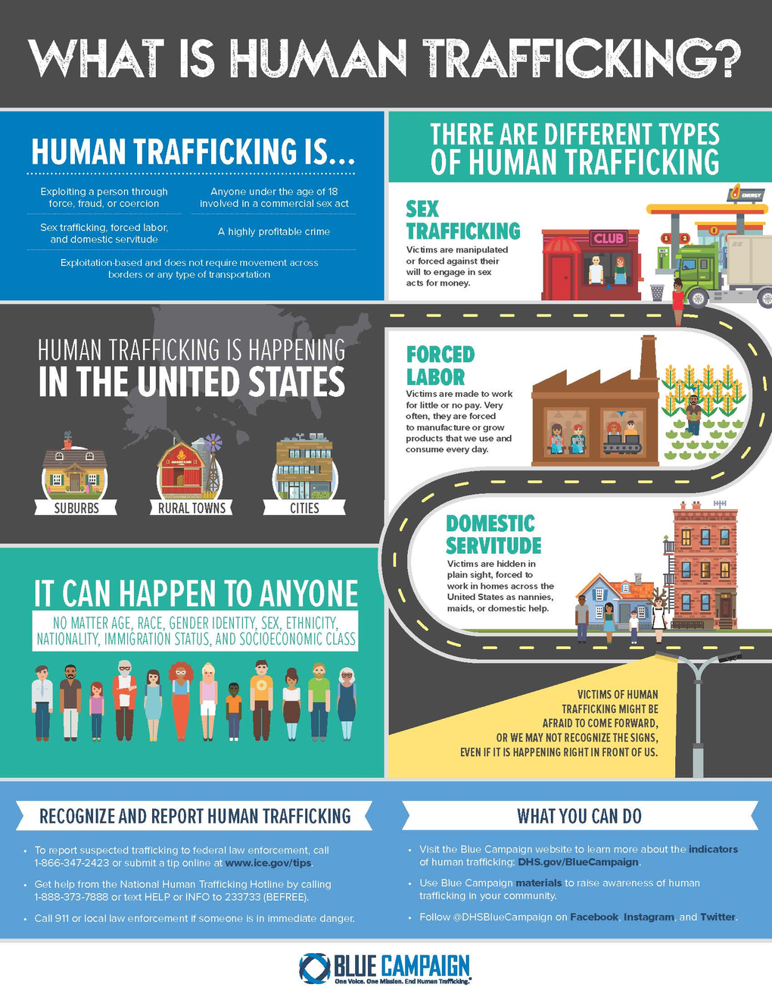 WHAT IS HUMAN TRAFFICKING?
HUMAN TRAFFICKING IS...
Exploiting a person through
force, fraud, or coercion
Anyone under the age of 18
involved in a commercial sex act
Sex trafficking, forced labor,
and domestic servitude
A highly profitable crime
Exploitation-based and does not require movement across
borders or any type of transportation
THERE ARE DIFFERENT TYPES
OF HUMAN TRAFFICKING
SEX
TRAFFICKING
Victims are manipulated
or forced against their
will to engage in sex
acts for money.
CLUB
ENERGY
1
2
HUMAN TRAFFICKING IS HAPPENING
IN THE UNITED STATES
SUBURBS
RURAL TOWNS
CITIES
FORCED
LABOR
Victims are made to work
for little or no pay. Very
often, they are forced
to manufacture or grow
products that we use and
consume every day.
DOMESTIC
SERVITUDE
Victims are hidden in
plain sight, forced to
work in homes across the
United States as nannies,
maids, or domestic help.
IT CAN HAPPEN TO ANYONE
NO MATTER AGE, RACE, GENDER IDENTITY, SEX, ETHNICITY,
NATIONALITY, IMMIGRATION STATUS, AND SOCIOECONOMIC CLASS
VICTIMS OF HUMAN
TRAFFICKING MIGHT BE
AFRAID TO COME FORWARD,
OR WE MAY NOT RECOGNIZE THE SIGNS,
EVEN IF IT IS HAPPENING RIGHT IN FRONT OF US.
RECOGNIZE AND REPORT HUMAN TRAFFICKING
• To report suspected trafficking to federal law enforcement, call
1-866-347-2423 or submit a tip online at www.ice.gov/tips.
• Get help from the National Human Trafficking Hotline by calling
1-888-373-7888 or text HELP or INFO to 233733 (BEFREE).
• Call 911 or local law enforcement if someone is in immediate danger.
WHAT YOU CAN DO
• Visit the Blue Campaign website to learn more about the indicators
of human trafficking: DHS.gov/BlueCampaign.
• Use Blue Campaign materials to raise awareness of human
trafficking in your community.
• Follow @DHSBlueCampaign on Facebook, Instagram, and Twitter.
BLUE CAMPAIGN
One Voice. One Mission. End Human Trafficking.®